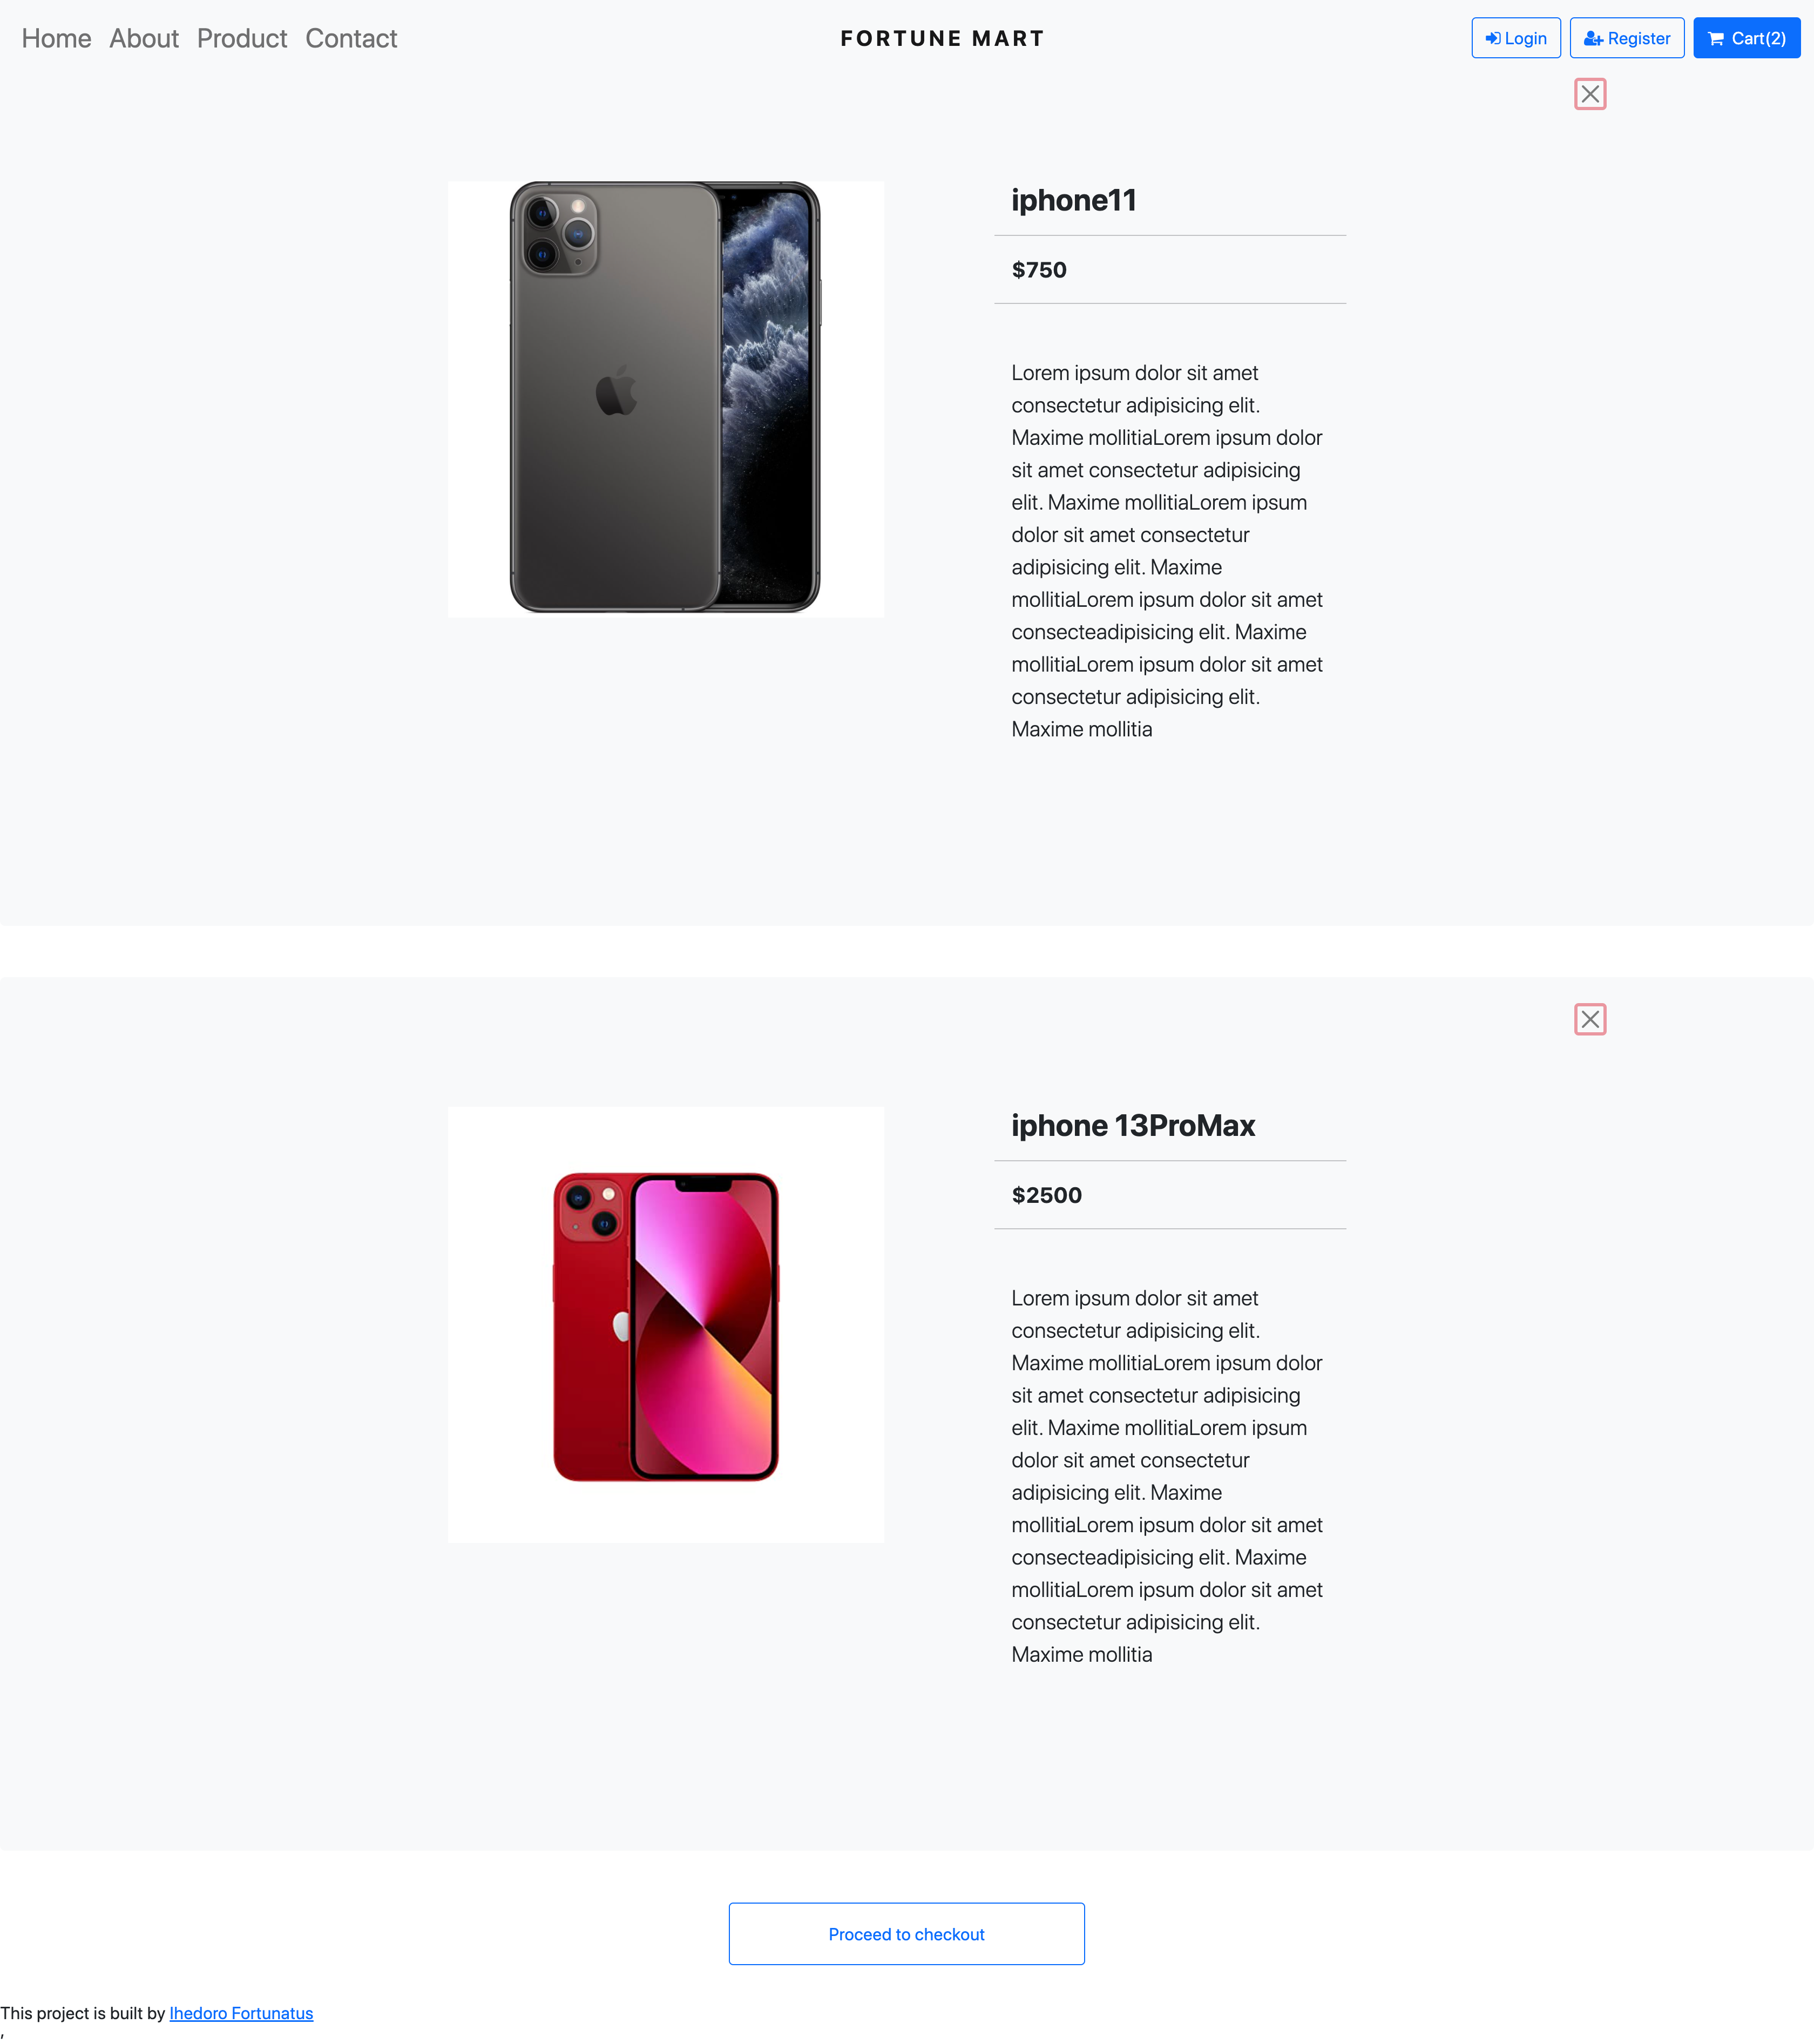 Home About Product Contact FORTUNE MART Login Register Cart(2)
iphone11
$750
Lorem ipsum dolor sit amet
consectetur adipisicing elit.
Maxime mollitiaLorem ipsum dolor
sit amet consectetur adipisicing
elit. Maxime mollitiaLorem ipsum
dolor sit amet consectetur
adipisicing elit. Maxime
mollitiaLorem ipsum dolor sit amet
consecteadipisicing elit. Maxime
mollitiaLorem ipsum dolor sit amet
consectetur adipisicing elit.
Maxime mollitia
iphone 13ProMax
$2500
Lorem ipsum dolor sit amet
consectetur adipisicing elit.
Maxime mollitiaLorem ipsum dolor
sit amet consectetur adipisicing
elit. Maxime mollitiaLorem ipsum
dolor sit amet consectetur
adipisicing elit. Maxime
mollitiaLorem ipsum dolor sit amet
consecteadipisicing elit. Maxime
mollitiaLorem ipsum dolor sit amet
consectetur adipisicing elit.
Maxime mollitia
Proceed to checkout
This project is built by Ihedoro Fortunatus
,